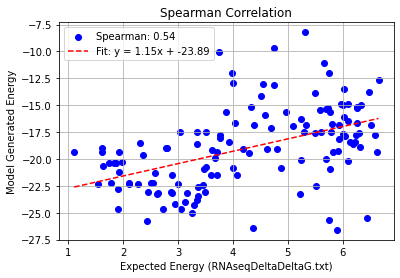 Spearman Correlation
Spearman: 0.54
Fit: y = 1.15x + -23.89
−7.5
−10.0
−12.5
−15.0
−17.5
−20.0
−22.5
−25.0
−27.5
Model Generated Energy
1 2 3 4 5 6
Expected Energy (RNAseqDeltaDeltaG.txt)